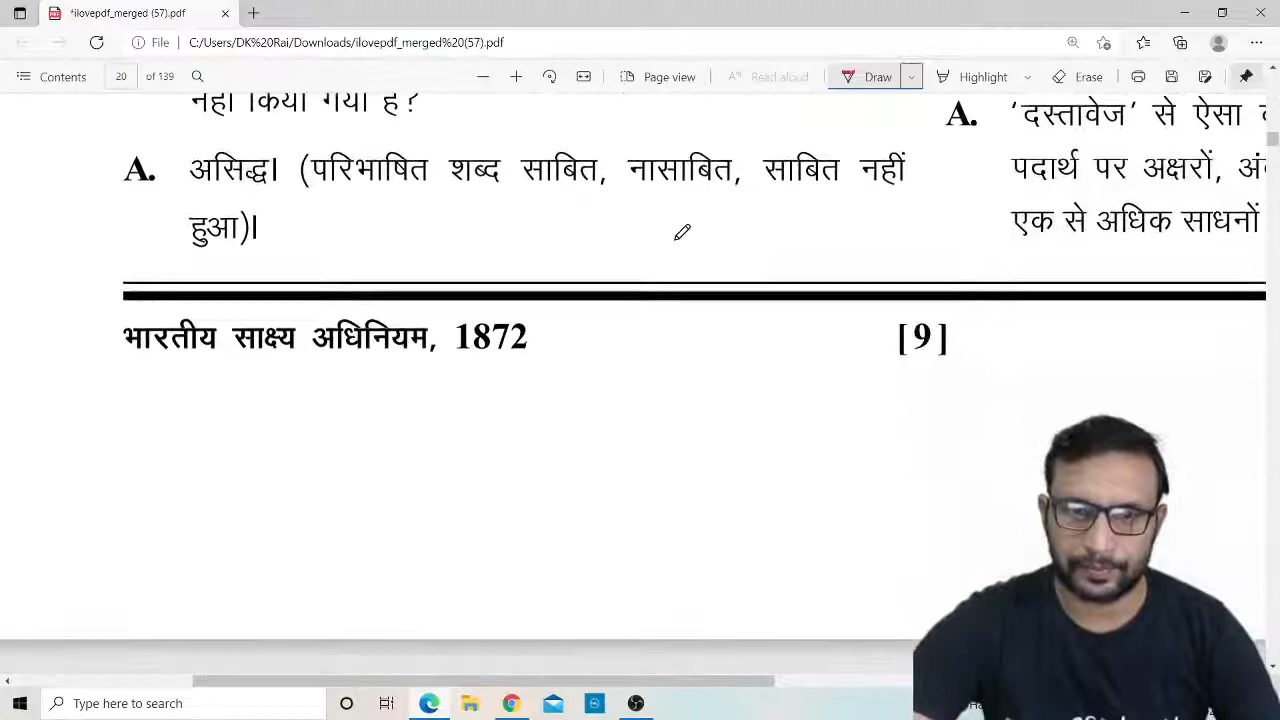 *ilovepdf_merged (57).pdf
File
C:/Users/DK%20Rai/Downloads/ilovepdf_merged%20(57).pdf
Contents
20
of 139
Page view
Read aloud
Draw
Highlight
Erase
नहीं किया गया है?
A. असिद्ध। (परिभाषित शब्द साबित, नासाबित, साबित नहीं
हुआ)।
A. 'दस्तावेज' से ऐसा
पदार्थ पर अक्षरों,
एक से अधिक साधनों
भारतीय साक्ष्य अधिनियम, 1872
[9]
Type here to search